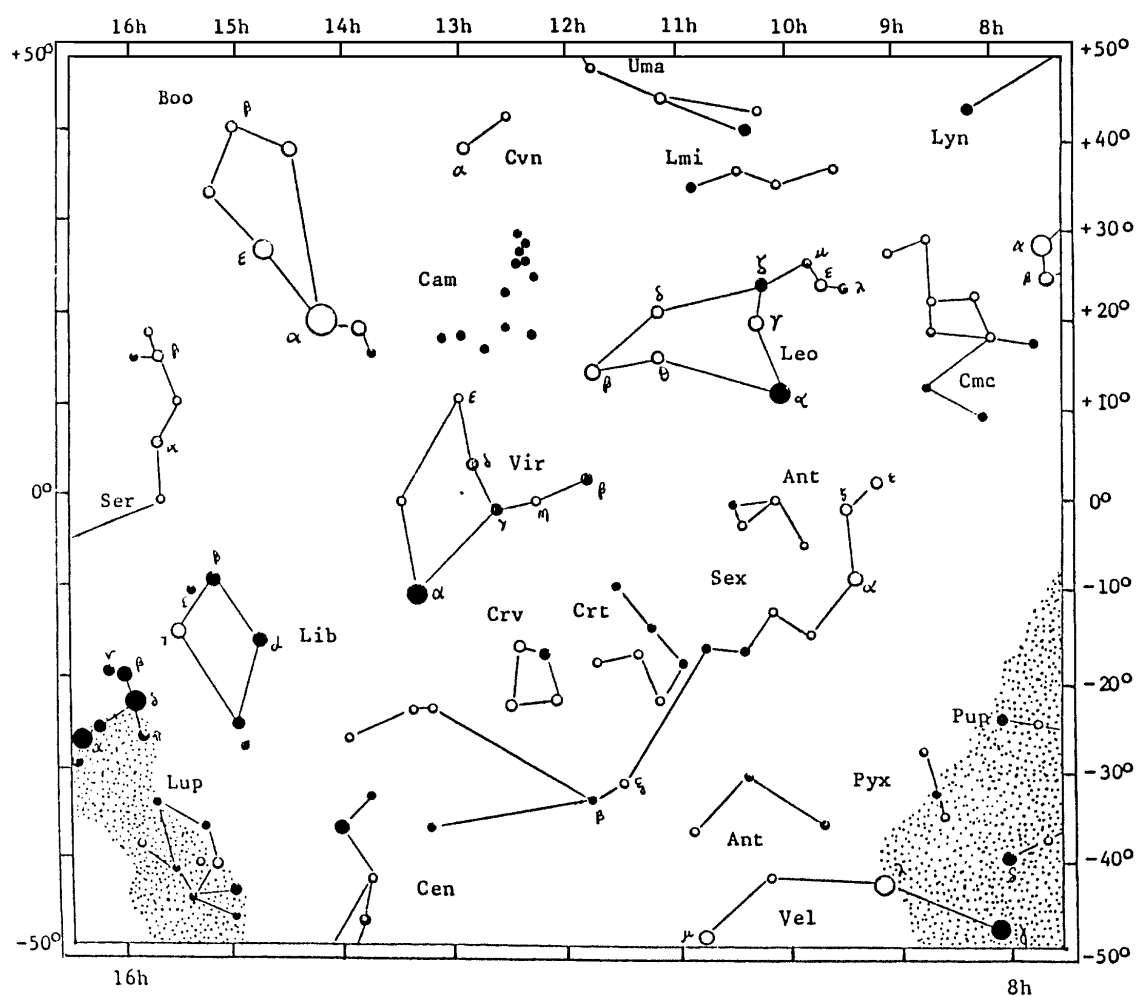 16h 15h 14h 13h 12h 11h 10h 9h 8h
+50° +50°
Uma
Boo β
Lyn
+40°
Cvn
α
Lmi
+30°
ε
α
β
Cam
ζ μ
ε λ
δ
+20°
α
γ
Leo
β
β θ
α
Cmc
+10°
ε
α
δ Vir
β
Ant
ζ ε
0° Ser
γ η
0°
α
Sex
α
-10°
β
Crv Crt
γ Lib
α
ν β
δ
-20°
Pup
α π
ξ
-30°
Lup
β
Pyx
Ant
-40°
ζ
λ
Cen
Vel
μ
γ
-50° -50°
16h 8h